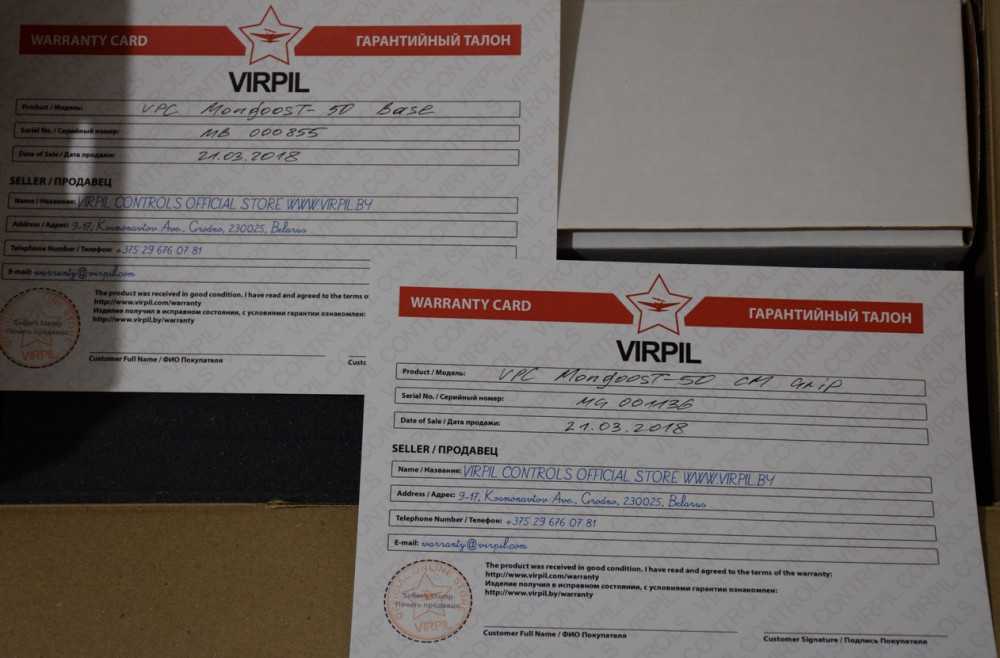 WARRANTY CARD ГАРАНТИЙНЫЙ ТАЛОН
VIRPIL
Product / Модель: VPC MongoosT-50 Base
Serial No. / Серийный номер: MB 000855
Date of Sale / Дата продажи: 21.03.2018
SELLER / ПРОДАВЕЦ
Name / Название: VIRPIL CONTROLS OFFICIAL STORE WWW.VIRPIL.BY
Address / Адрес: 9-17, Kosmonavtov Ave., Grodno, 230025, Belarus
Telephone Number / Телефон: +375 29 676 07 81
E-mail: warranty@virpil.com
The product was received in good condition. I have read and agreed to the terms o
http://www.virpil.com/warranty
Изделие получил в исправном состоянии, с условиями гарантии ознакомлен:
http://www.virpil.by/warranty
Seller's Stamp
Печать продавца
VIRPIL
Customer Full Name / ФИО Покупателя
Custo
WARRANTY CARD ГАРАНТИЙНЫЙ ТАЛОН
VIRPIL
Product / Модель: VPC MongoosT-50 CM Grip
Serial No. / Серийный номер: MG 001136
Date of Sale / Дата продажи: 21.03.2018
SELLER / ПРОДАВЕЦ
Name / Название: VIRPIL CONTROLS OFFICIAL STORE WWW.VIRPIL.BY
Address / Адрес: 9-17, Kosmonavtov Ave., Grodno, 230025, Belarus
Telephone Number / Телефон: +375 29 676 07 81
E-mail: warranty@virpil.com
The product was received in good condition. I have read and agreed to the terms of the warranty:
http://www.virpil.com/warranty
Изделие получил в исправном состоянии, с условиями гарантии ознакомлен:
http://www.virpil.by/warranty
OFFICIAL ONLINE STORE
Seller's Stamp
Печать продавца
VIRPIL
Customer Full Name / ФИО Покупателя
Customer Signature / Подпись Покупателя